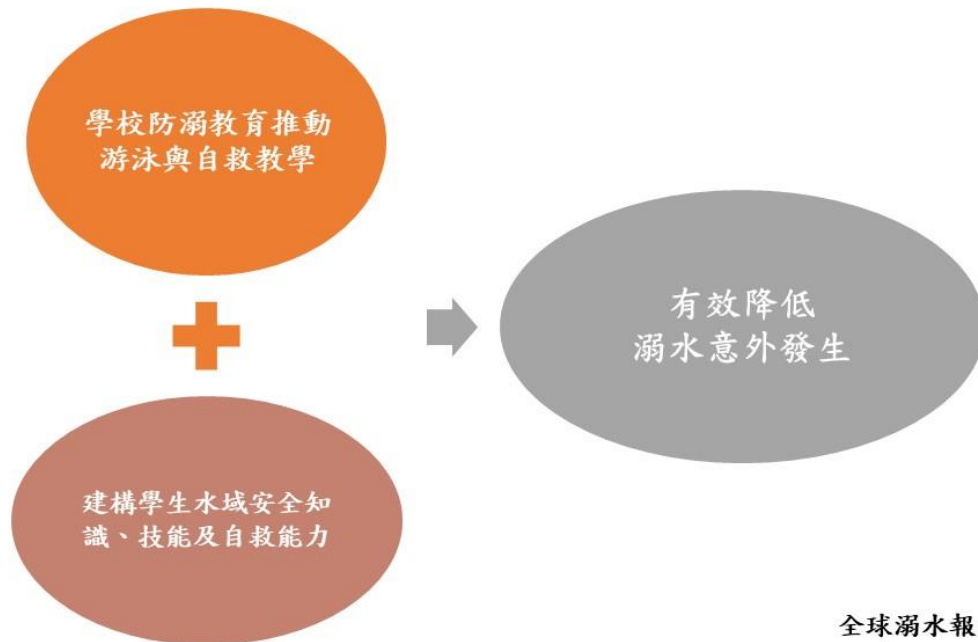 學校防溺教育推動
游泳與自救教學
建構學生水域安全知
識、技能及自救能力
有效降低
溺水意外發生
全球溺水報